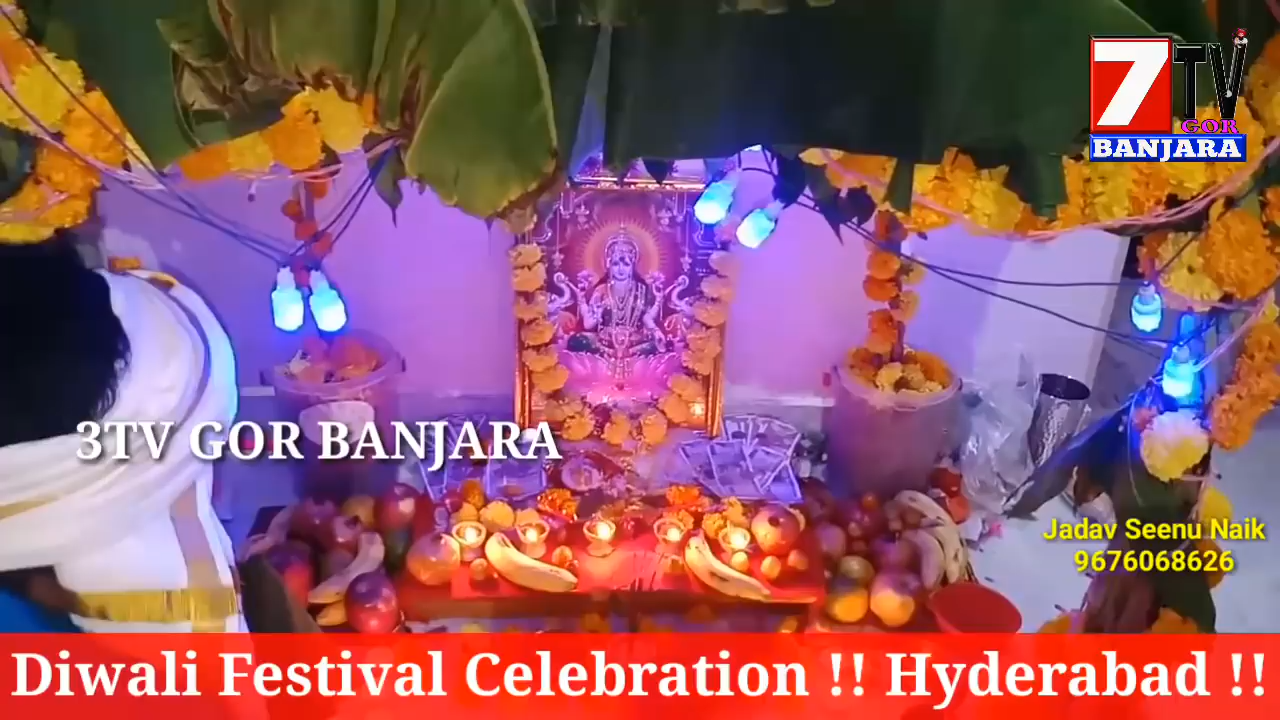 7TV
GOR
BANJARA
3TV GOR BANJARA
Jadav Seenu Naik
9676068626
Diwali Festival Celebration !! Hyderabad !!